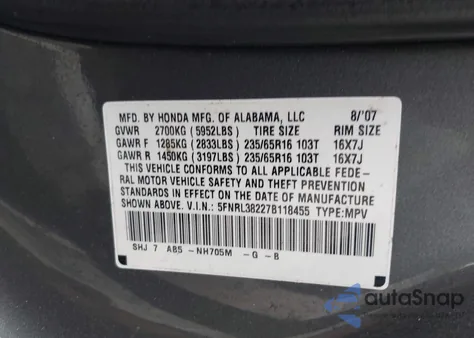 MFD. BY HONDA MFG. OF ALABAMA, LLC 8/'07
GVWR 2700KG (5952LBS) TIRE SIZE RIM SIZE
GAWR F 1285KG (2833LBS) 235/65R16 103T 16X7J
GAWR R 1450KG (3197LBS) 235/65R16 103T 16X7J
THIS VEHICLE CONFORMS TO ALL APPLICABLE FEDE-
RAL MOTOR VEHICLE SAFETY AND THEFT PREVENTION
STANDARDS IN EFFECT ON THE DATE OF MANUFACTURE
SHOWN ABOVE. V.I.N.: 5FNRL38227B118455 TYPE:MPV
SHJ 7 AB5 -NH705M -G -B
autoSnap